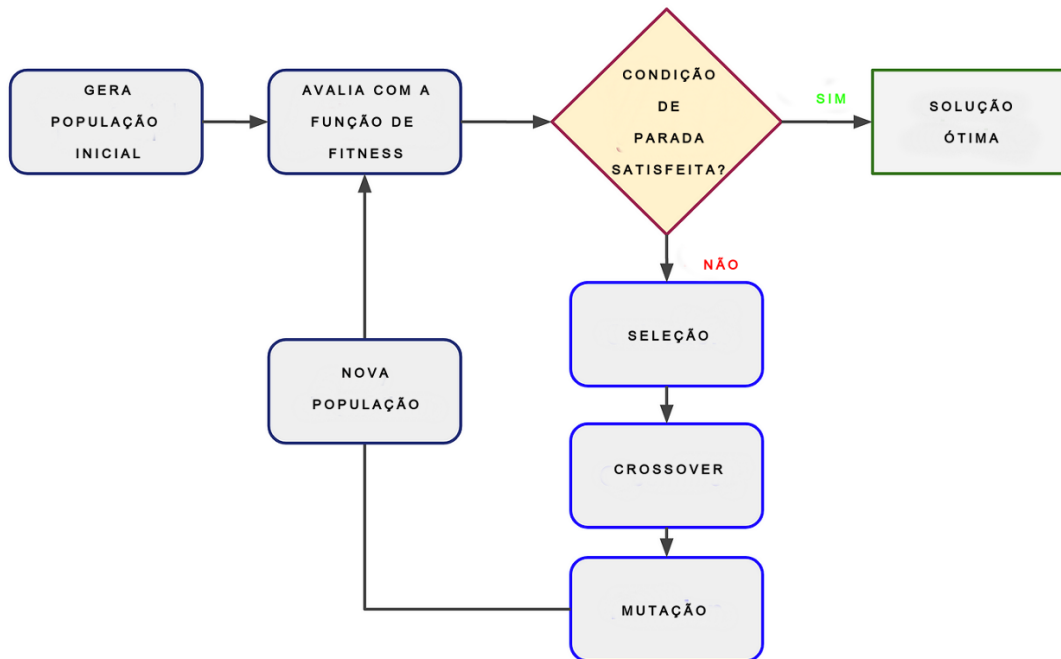 GERA
POPULAÇÃO
INICIAL
AVALIA COM A
FUNÇÃO DE
FITNESS
CONDIÇÃO
DE
PARADA
SATISFEITA?
SIM
SOLUÇÃO
ÓTIMA
NÃO
SELEÇÃO
CROSSOVER
MUTAÇÃO
NOVA
POPULAÇÃO